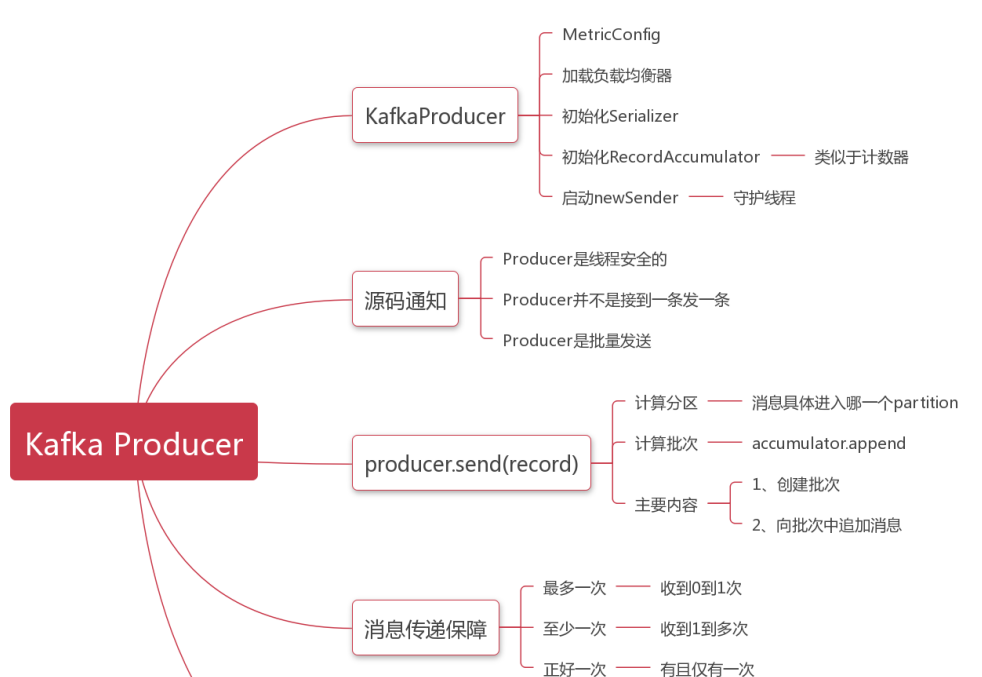 Kafka Producer
KafkaProducer
MetricConfig
加载负载均衡器
初始化Serializer
初始化RecordAccumulator
类似于计数器
启动newSender
守护线程
源码通知
Producer是线程安全的
Producer并不是接到一条发一条
Producer是批量发送
producer.send(record)
计算分区
消息具体进入哪一个partition
计算批次
accumulator.append
主要内容
1、创建批次
2、向批次中追加消息
消息传递保障
最多一次
收到0到1次
至少一次
收到1到多次
正好一次
有且仅有一次